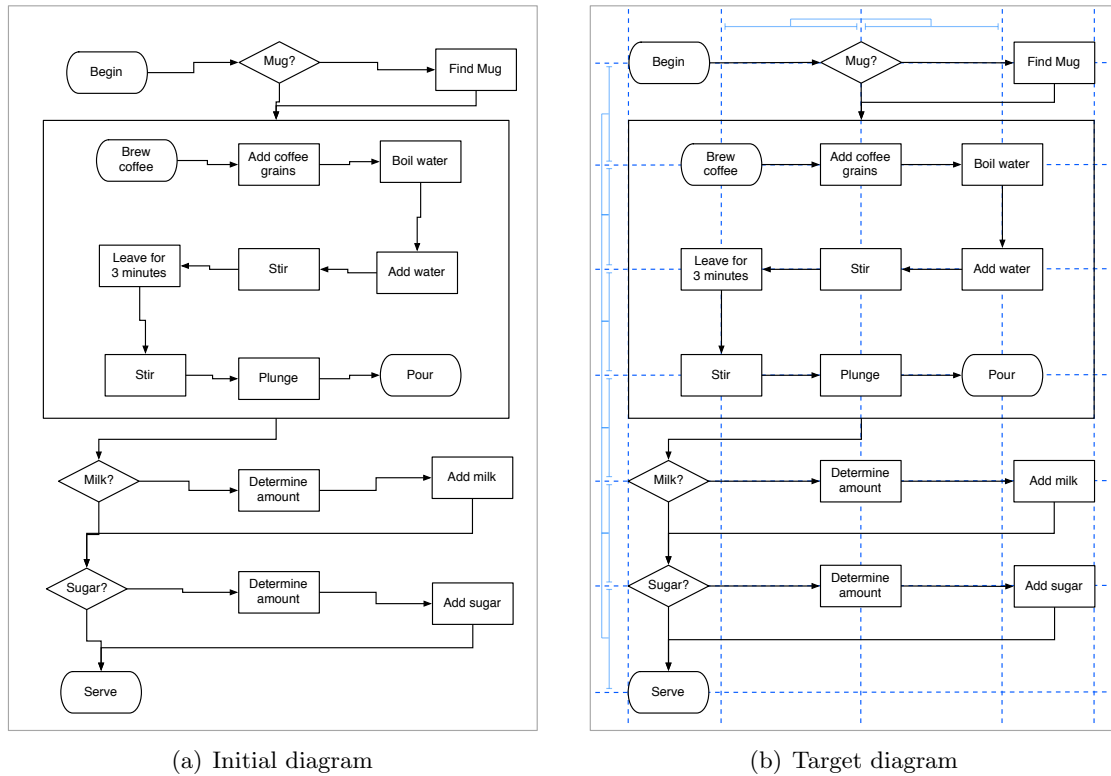 Begin
Mug?
Find Mug
Brew
coffee
Add coffee
grains
Boil water
Leave for
3 minutes
Stir
Add water
Stir
Plunge
Pour
Milk?
Determine
amount
Add milk
Sugar?
Determine
amount
Add sugar
Serve
(a) Initial diagram
Begin
Mug?
Find Mug
Brew
coffee
Add coffee
grains
Boil water
Leave for
3 minutes
Stir
Add water
Stir
Plunge
Pour
Milk?
Determine
amount
Add milk
Sugar?
Determine
amount
Add sugar
Serve
(b) Target diagram